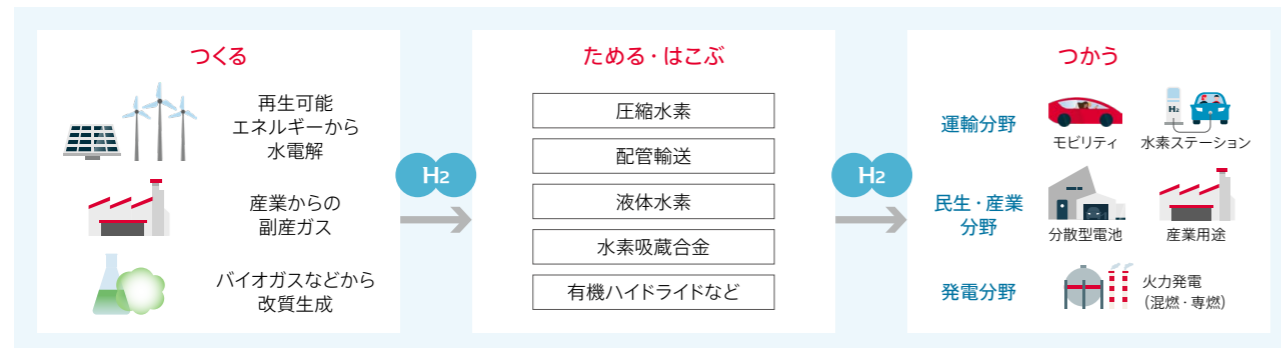 つくる
再生可能
エネルギーから
水電解
産業からの
副産ガス
バイオガスなどから
改質生成
H2
ためる・はこぶ
圧縮水素
配管輸送
液体水素
水素吸蔵合金
有機ハイドライドなど
H2
つかう
運輸分野
モビリティ
H2
水素ステーション
民生・産業
分野
分散型電池
産業用途
発電分野
火力発電
(混燃・専燃)